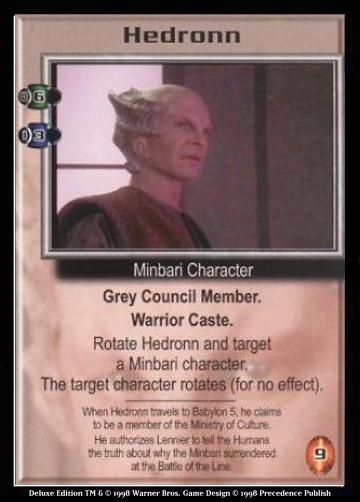 Hedronn
6
3
Minbari Character
Grey Council Member.
Warrior Caste.
Rotate Hedronn and target
a Minbari character.
The target character rotates (for no effect).
When Hedronn travels to Babylon 5, he claims
to be a member of the Ministry of Culture.
He authorizes Lennier to tell the Humans
the truth about why the Minbari surrendered
at the Battle of the Line.
9
Deluxe Edition TM & © 1998 Warner Bros. Game Design © 1998 Precedence Publish